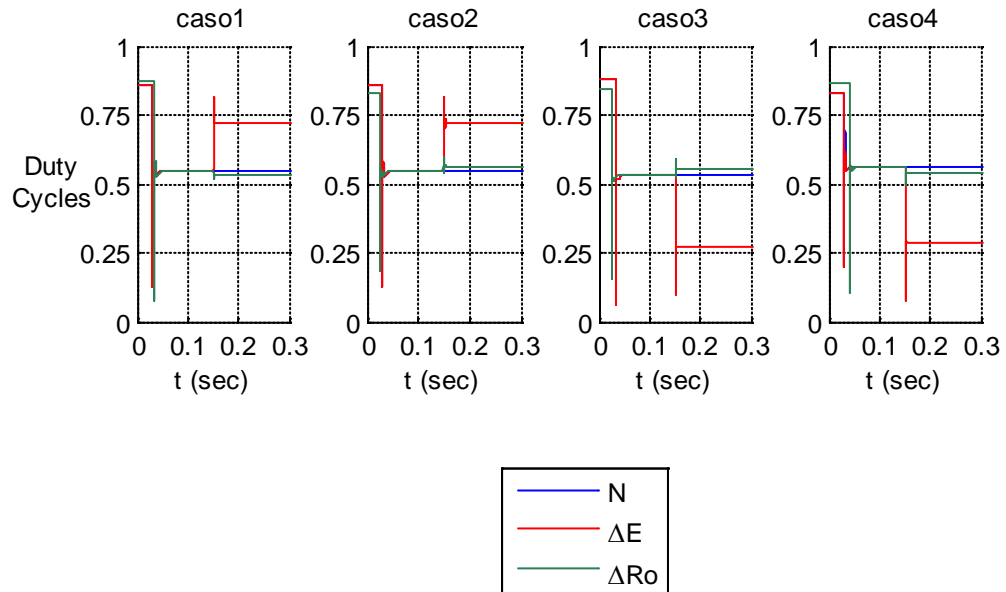 caso1 caso2 caso3 caso4
1 1 1 1
0.75 0.75 0.75 0.75
Duty
Cycles
0.5 0.5 0.5 0.5
0.25 0.25 0.25 0.25
0 0 0 0
0 0.1 0.2 0.3 0 0.1 0.2 0.3 0 0.1 0.2 0.3 0 0.1 0.2 0.3
t (sec) t (sec) t (sec) t (sec)
N
ΔE
ΔRo